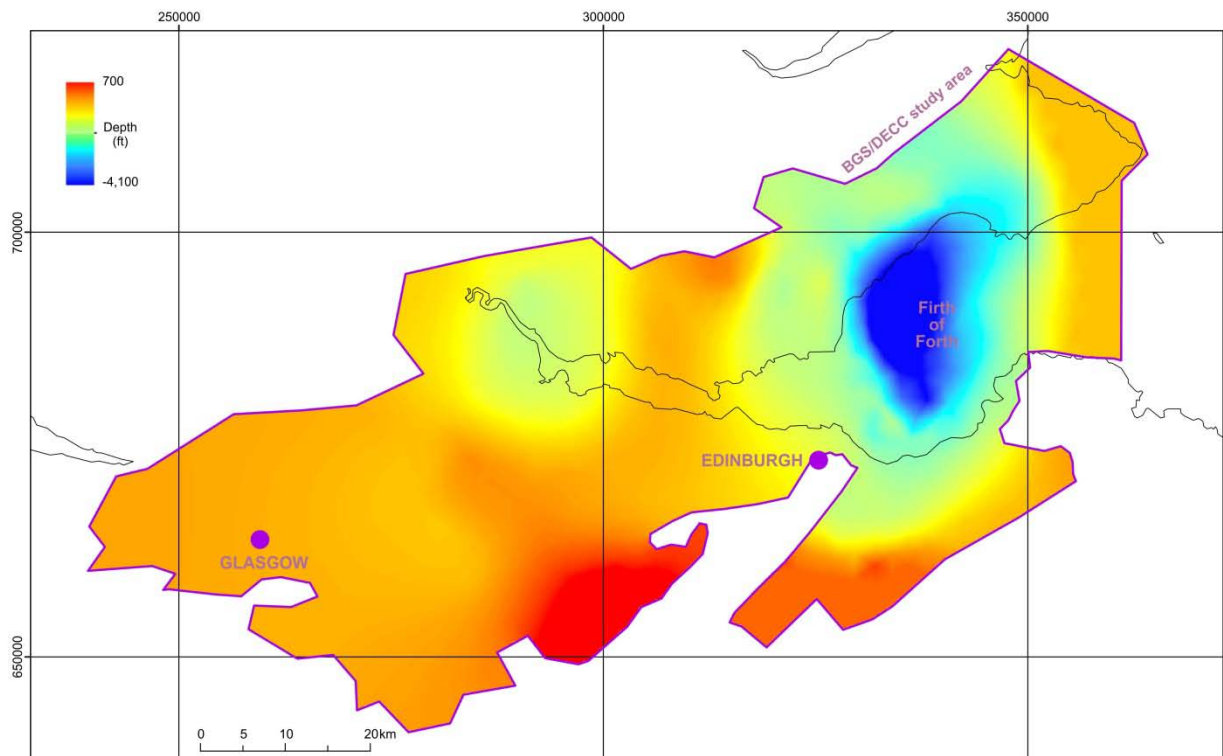 250000
300000
350000
700
Depth
(ft)
-4,100
BGS/DECC study area
700000
Firth
of
Forth
EDINBURGH
GLASGOW
650000
0 5 10 20km